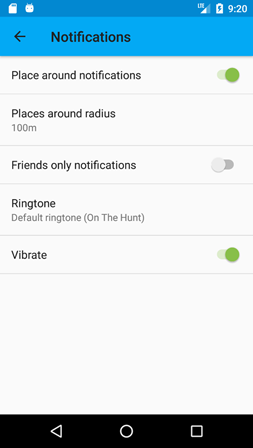 LTE 9:20
Notifications
Place around notifications
Places around radius
100m
Friends only notifications
Ringtone
Default ringtone (On The Hunt)
Vibrate